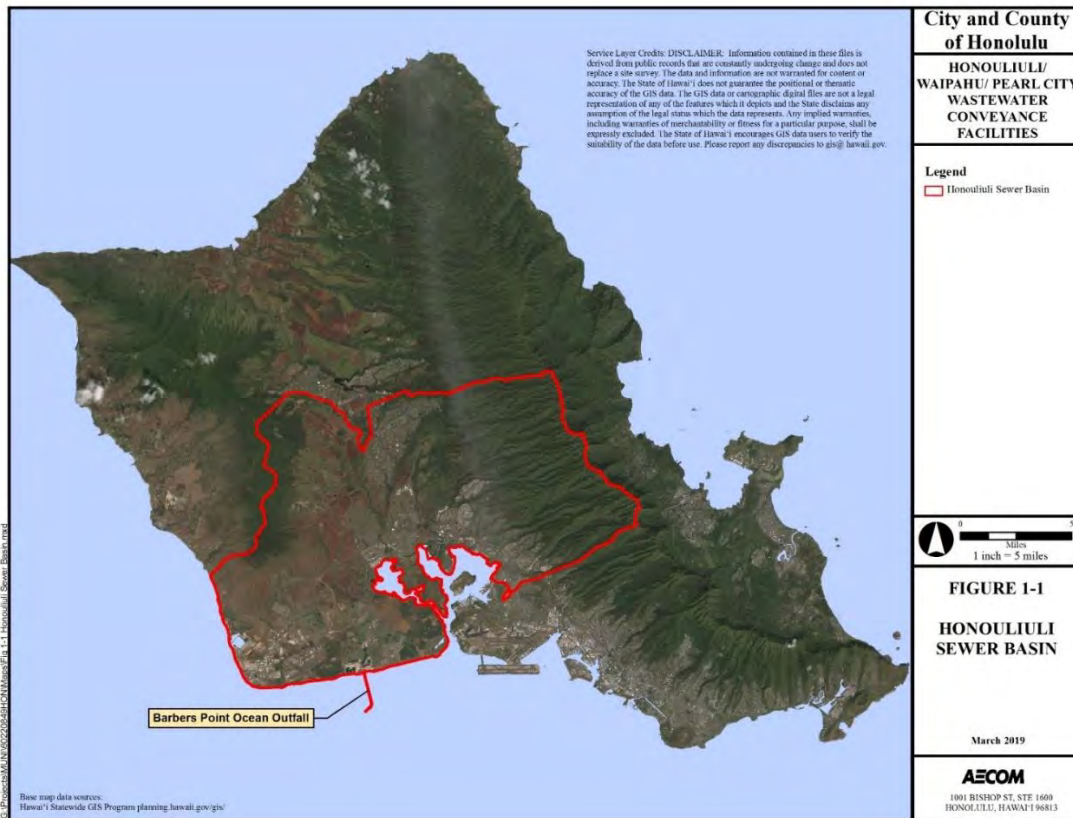 Service Layer Credits: DISCLAIMER: Information contained in these files is
derived from public records that are constantly undergoing change and does not
replace a site survey. The data and information are not warranted for content or
accuracy. The State of Hawai'i does not guarantee the positional or thematic
accuracy of the GIS data. The GIS data or cartographic digital files are not a legal
representation of any of the features which it depicts and the State disclaims any
assumption of the legal status which the data represents. Any implied warranties,
including warranties of merchantability or fitness for a particular purpose, shall be
expressly excluded. The State of Hawai'i encourages GIS data users to verify the
suitability of the data before use. Please report any discrepancies to gis@ hawaii.gov.
City and County
of Honolulu
HONOULIULI/
WAIPAHU/ PEARL CITY
WASTEWATER
CONVEYANCE
FACILITIES
Legend
Honouliuli Sewer Basin
Barbers Point Ocean Outfall
0 5
Miles
1 inch = 5 miles
FIGURE 1-1
HONOULIULI
SEWER BASIN
March 2019
AECOM
1001 BISHOP ST, STE 1600
HONOLULU, HAWAI'I 96813
Base map data sources:
Hawai'i Statewide GIS Program planning.hawaii.gov/gis/